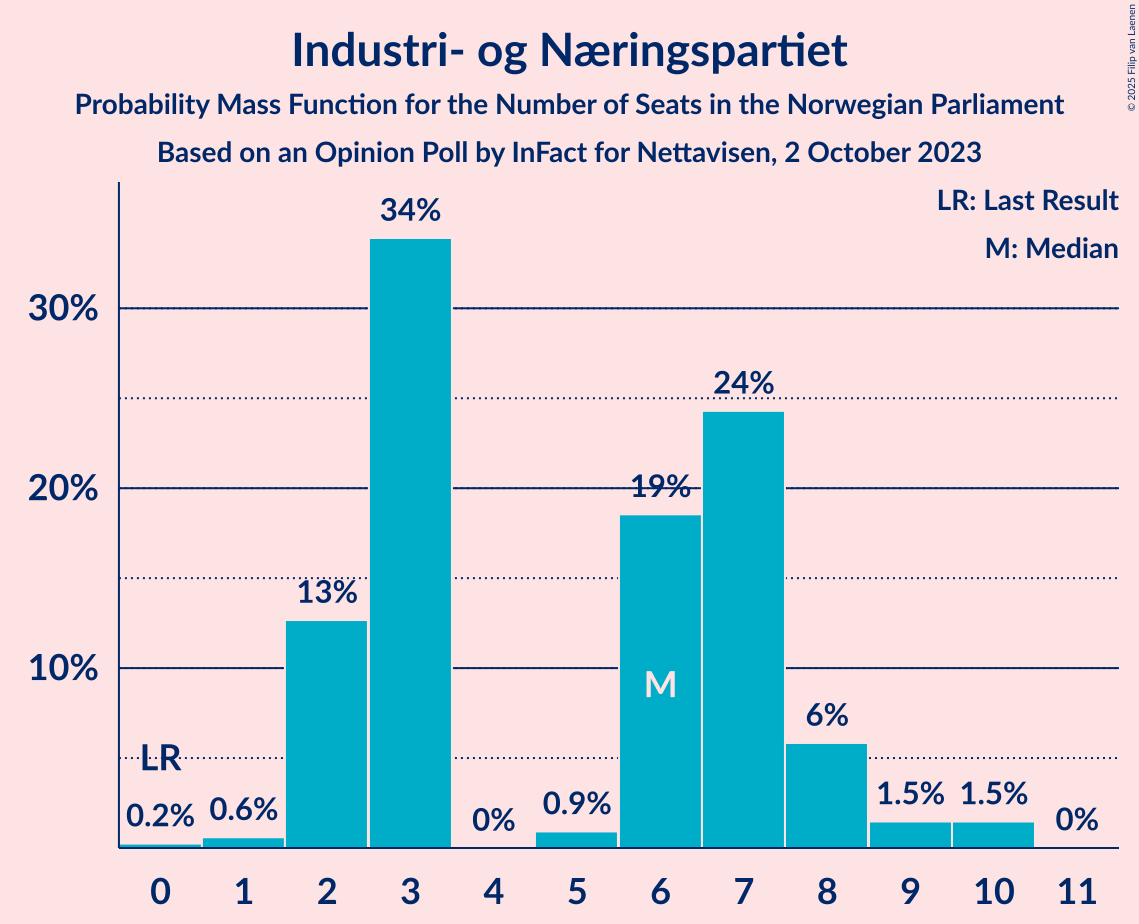 Industri- og Næringspartiet
Probability Mass Function for the Number of Seats in the Norwegian Parliament
Based on an Opinion Poll by InFact for Nettavisen, 2 October 2023
© 2025 Filip van Laenen
LR: Last Result
M: Median
30%
20%
10%
34%
24%
19%
13%
M
6%
LR
0.2%
0.6%
0%
0.9%
1.5%
1.5%
0%
0 1 2 3 4 5 6 7 8 9 10 11